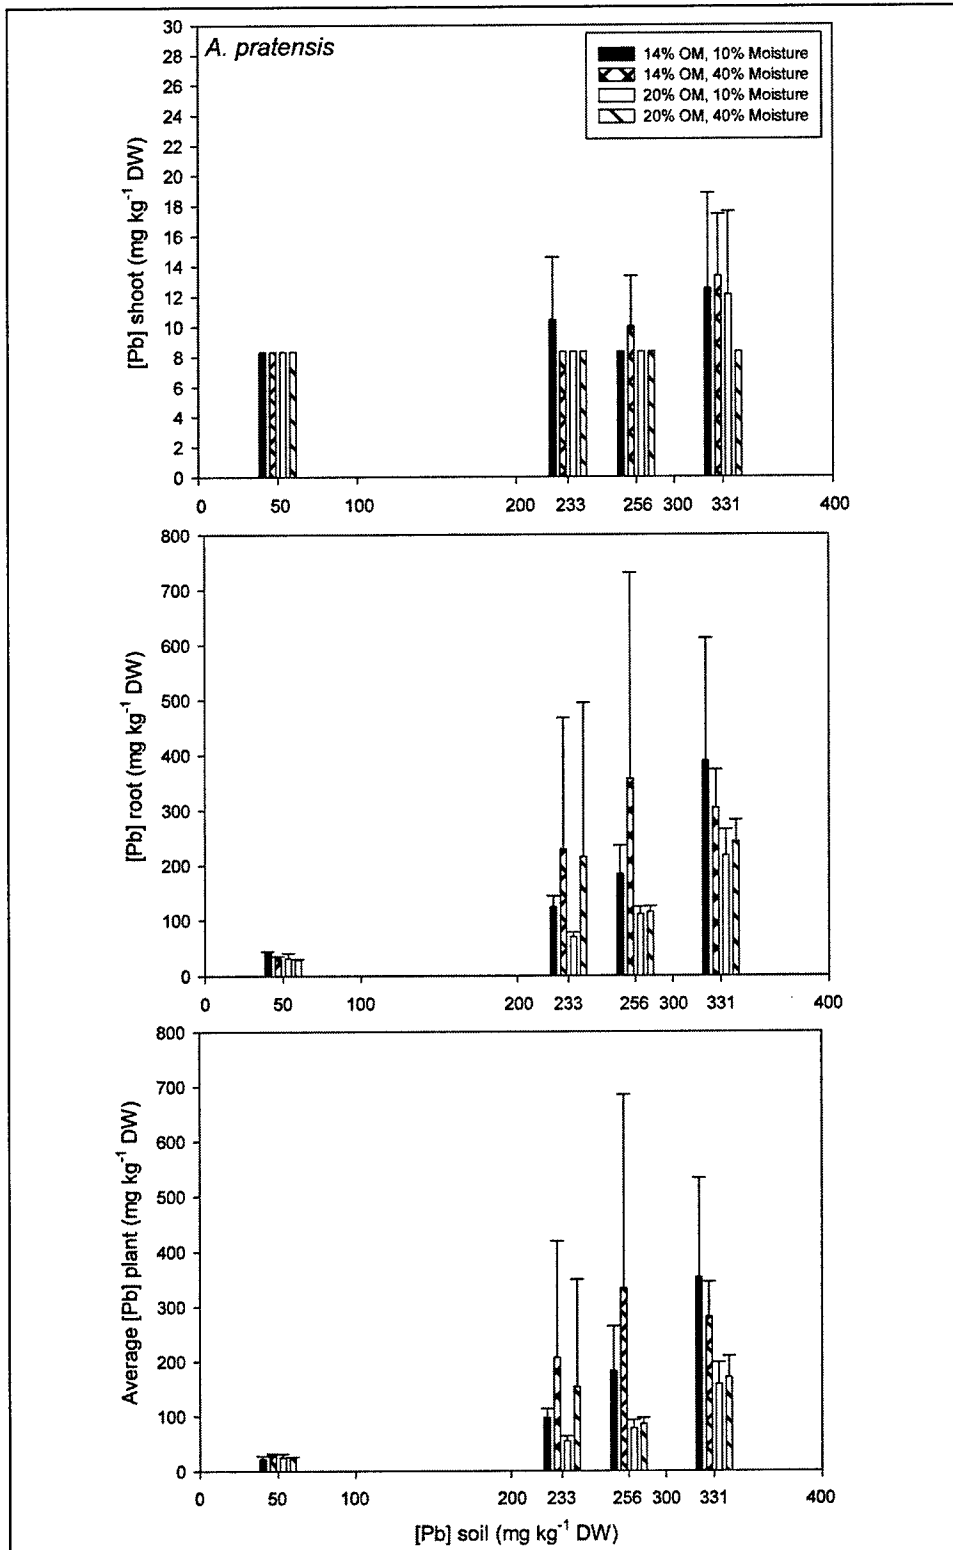 A. pratensis
14% OM, 10% Moisture
14% OM, 40% Moisture
20% OM, 10% Moisture
20% OM, 40% Moisture
[Pb] shoot (mg kg⁻¹ DW)
30
28
26
24
22
20
18
16
14
12
10
8
6
4
2
0
0 50 100 200 233 256 300 331 400
[Pb] root (mg kg⁻¹ DW)
800
700
600
500
400
300
200
100
0
0 50 100 200 233 256 300 331 400
Average [Pb] plant (mg kg⁻¹ DW)
800
700
600
500
400
300
200
100
0
0 50 100 200 233 256 300 331 400
[Pb] soil (mg kg⁻¹ DW)